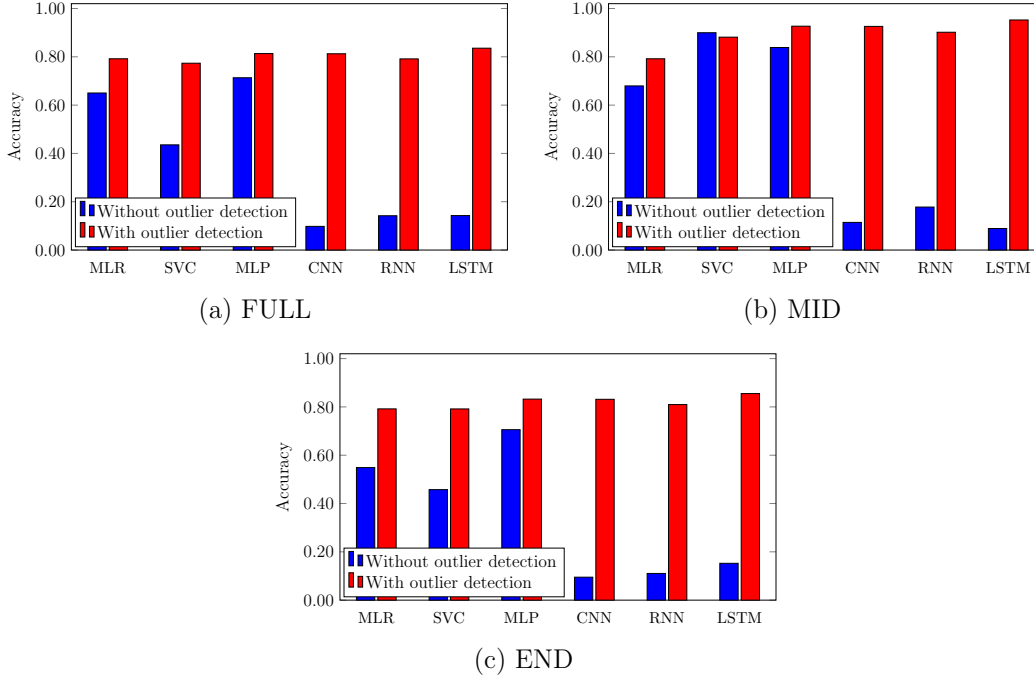 1.00
0.80
0.60
0.40
0.20
0.00
Accuracy
Without outlier detection
With outlier detection
MLR SVC MLP CNN RNN LSTM
(a) FULL
1.00
0.80
0.60
0.40
0.20
0.00
Accuracy
Without outlier detection
With outlier detection
MLR SVC MLP CNN RNN LSTM
(b) MID
1.00
0.80
0.60
0.40
0.20
0.00
Accuracy
Without outlier detection
With outlier detection
MLR SVC MLP CNN RNN LSTM
(c) END